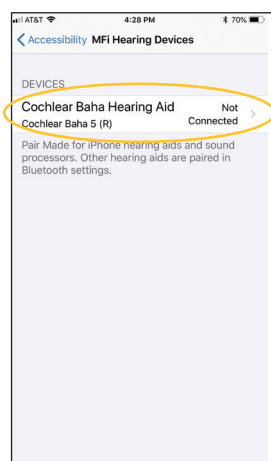 AT&T 4:28 PM 70%
Accessibility MFi Hearing Devices
DEVICES
Cochlear Baha Hearing Aid Not
Cochlear Baha 5 (R) Connected
Pair Made for iPhone hearing aids and sound
processors. Other hearing aids are paired in
Bluetooth settings.